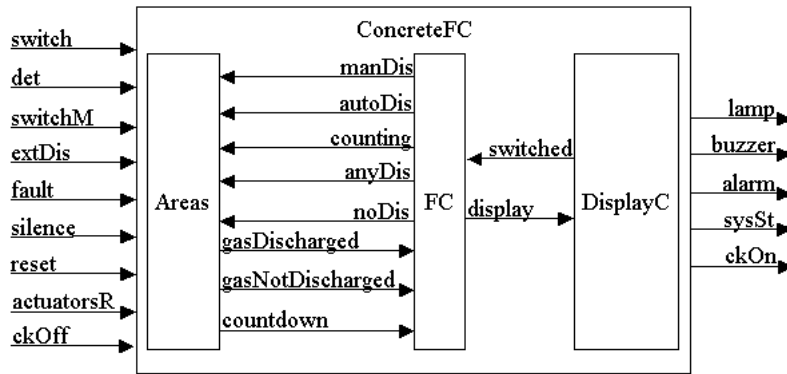 ConcreteFC
switch
det
switchM
extDis
fault
silence
reset
actuatorsR
ckOff
Areas
manDis
autoDis
counting
anyDis
noDis
gasDischarged
gasNotDischarged
countdown
FC
switched
display
DisplayC
lamp
buzzer
alarm
sysSt
ckOn